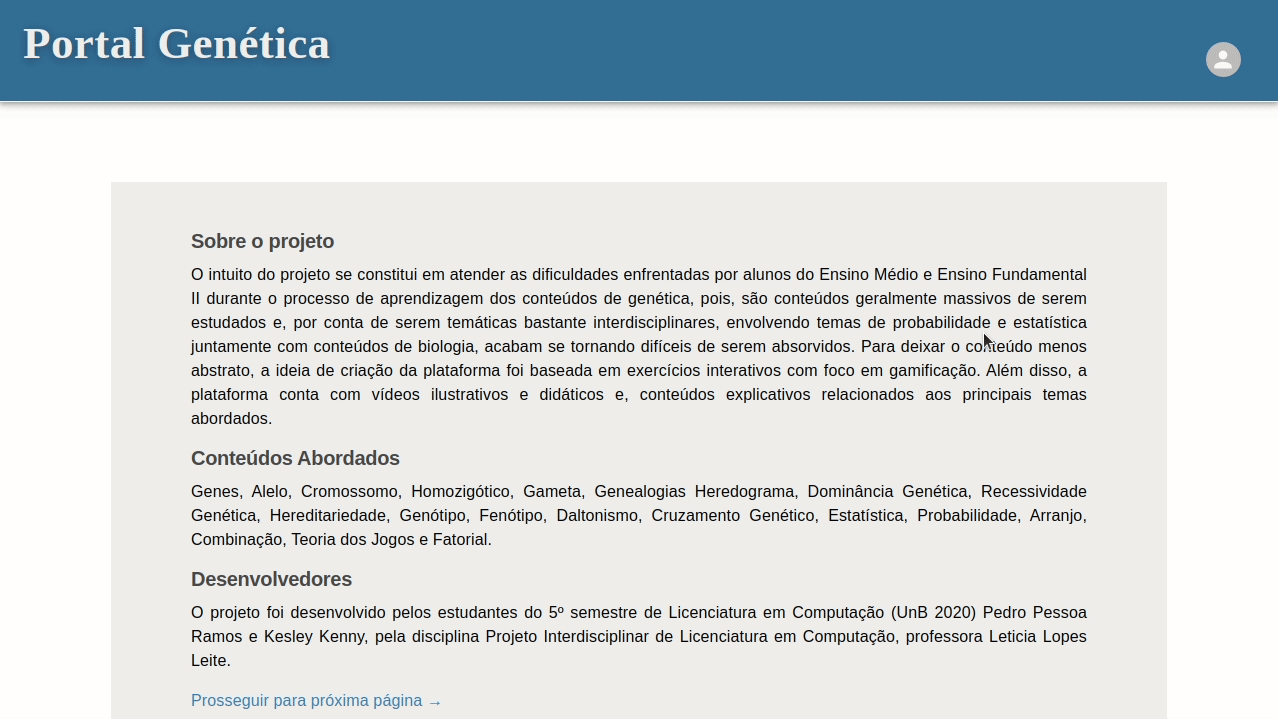 Portal Genética
Sobre o projeto
O intuito do projeto se constitui em atender as dificuldades enfrentadas por alunos do Ensino Médio e Ensino Fundamental
II durante o processo de aprendizagem dos conteúdos de genética, pois, são conteúdos geralmente massivos de serem
estudados e, por conta de serem temáticas bastante interdisciplinares, envolvendo temas de probabilidade e estatística
juntamente com conteúdos de biologia, acabam se tornando difíceis de serem absorvidos. Para deixar o conteúdo menos
abstrato, a ideia de criação da plataforma foi baseada em exercícios interativos com foco em gamificação. Além disso, a
plataforma conta com vídeos ilustrativos e didáticos e, conteúdos explicativos relacionados aos principais temas
abordados.
Conteúdos Abordados
Genes, Alelo, Cromossomo, Homozigótico, Gameta, Genealogias Heredograma, Dominância Genética, Recessividade
Genética, Hereditariedade, Genótipo, Fenótipo, Daltonismo, Cruzamento Genético, Estatística, Probabilidade, Arranjo,
Combinação, Teoria dos Jogos e Fatorial.
Desenvolvedores
O projeto foi desenvolvido pelos estudantes do 5º semestre de Licenciatura em Computação (UnB 2020) Pedro Pessoa
Ramos e Kesley Kenny, pela disciplina Projeto Interdisciplinar de Licenciatura em Computação, professora Leticia Lopes
Leite.
Prosseguir para próxima página →